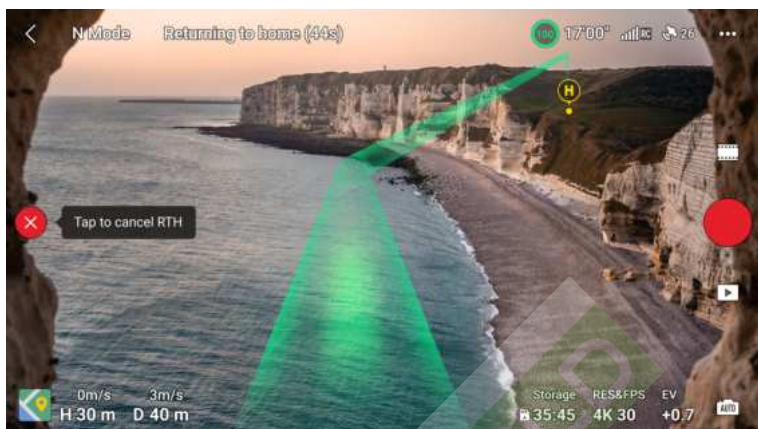 N Mode Returning to home (44s) 100 17'00" RC 26
H
Tap to cancel RTH
0m/s 3m/s
H 30 m D 40 m
Storage RES&FPS EV
35:45 4K 30 +0.7 AUTO